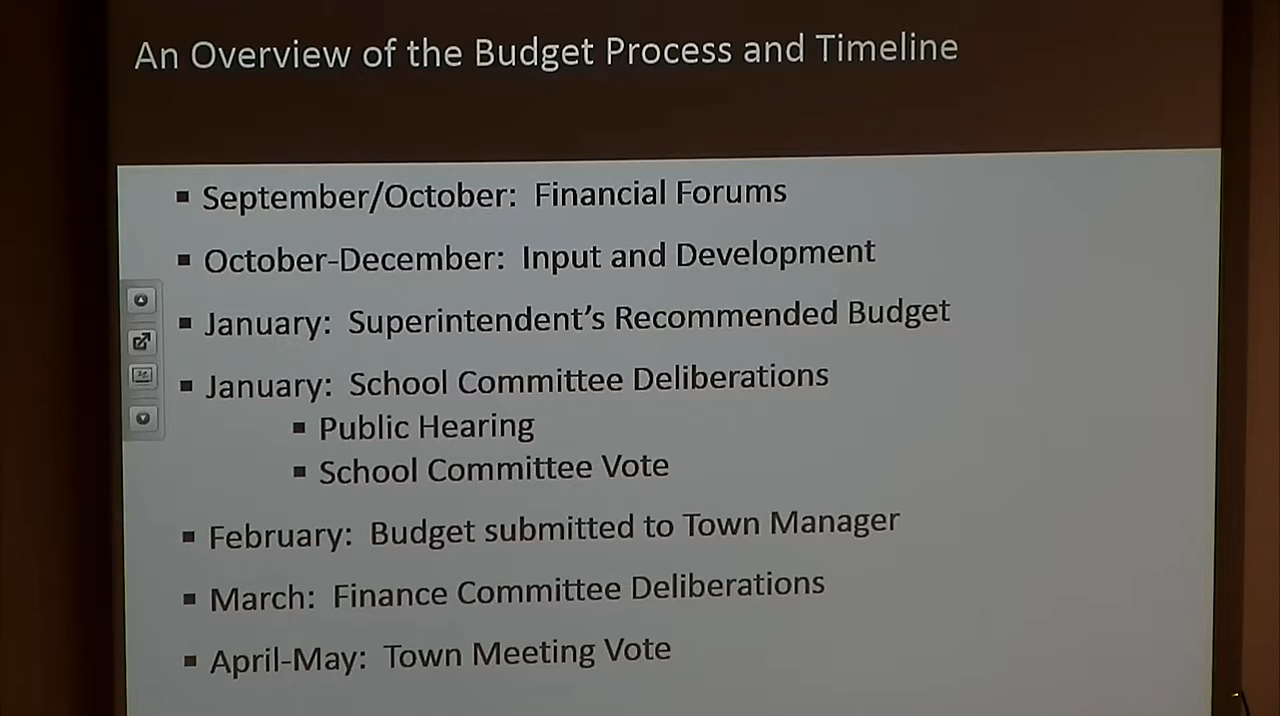 An Overview of the Budget Process and Timeline
▪ September/October: Financial Forums
▪ October-December: Input and Development
▪ January: Superintendent's Recommended Budget
▪ January: School Committee Deliberations
▪ Public Hearing
▪ School Committee Vote
▪ February: Budget submitted to Town Manager
▪ March: Finance Committee Deliberations
▪ April-May: Town Meeting Vote